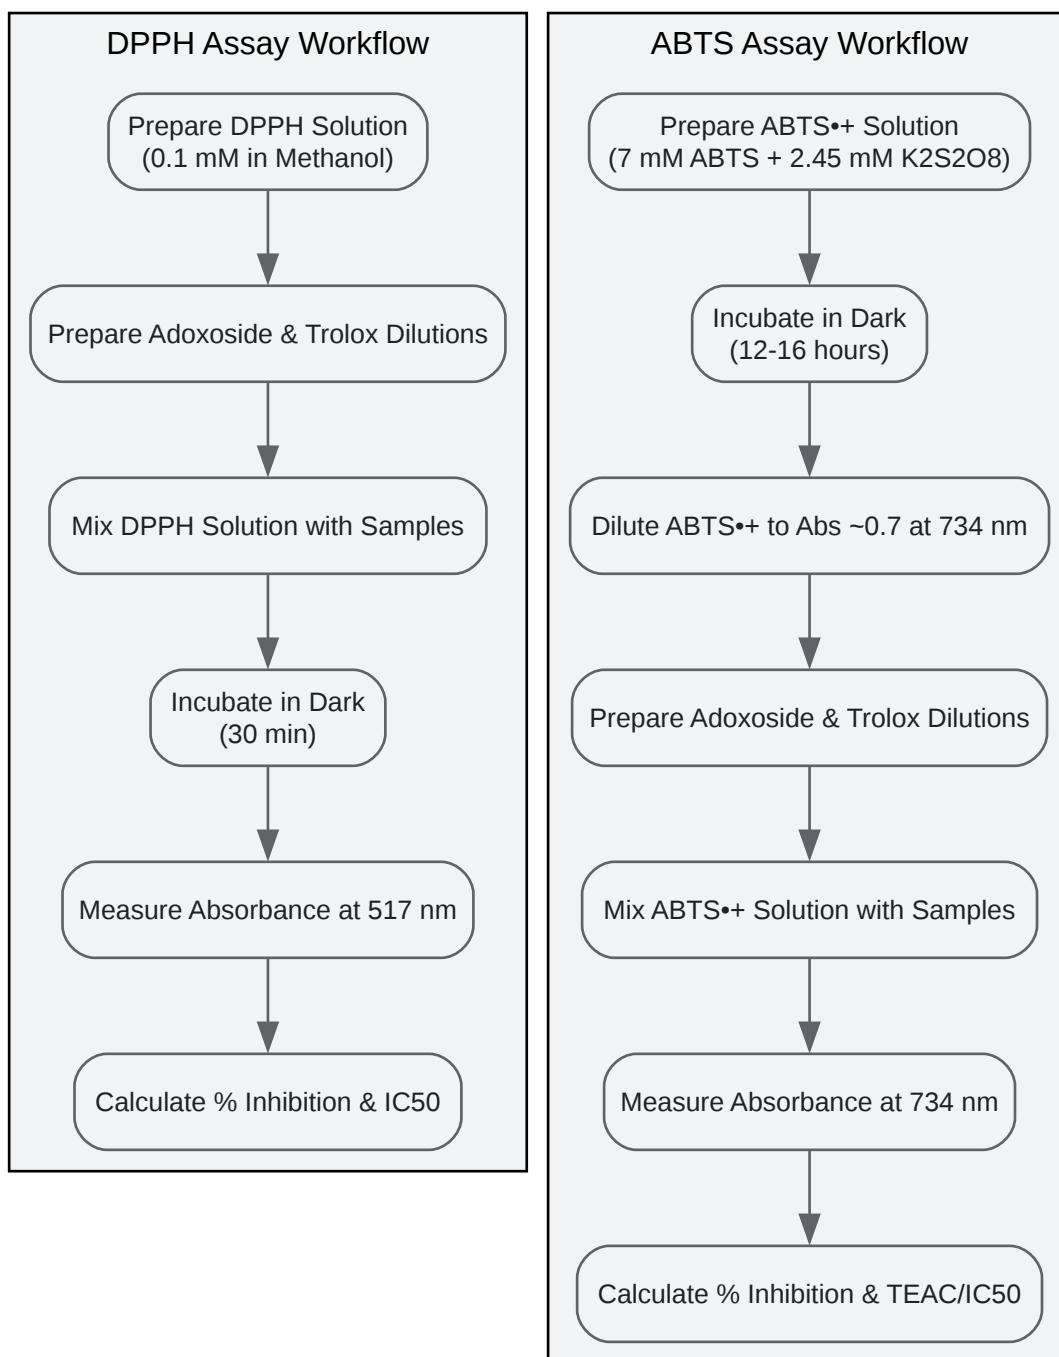 DPPH Assay Workflow
Prepare DPPH Solution
(0.1 mM in Methanol)
Prepare Adoxoside & Trolox Dilutions
Mix DPPH Solution with Samples
Incubate in Dark
(30 min)
Measure Absorbance at 517 nm
Calculate % Inhibition & IC50
ABTS Assay Workflow
Prepare ABTS•+ Solution
(7 mM ABTS + 2.45 mM K2S2O8)
Incubate in Dark
(12-16 hours)
Dilute ABTS•+ to Abs ~0.7 at 734 nm
Prepare Adoxoside & Trolox Dilutions
Mix ABTS•+ Solution with Samples
Measure Absorbance at 734 nm
Calculate % Inhibition & TEAC/IC50